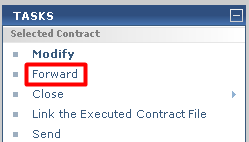 TASKS
Selected Contract
Modify
Forward
Close
Link the Executed Contract File
Send